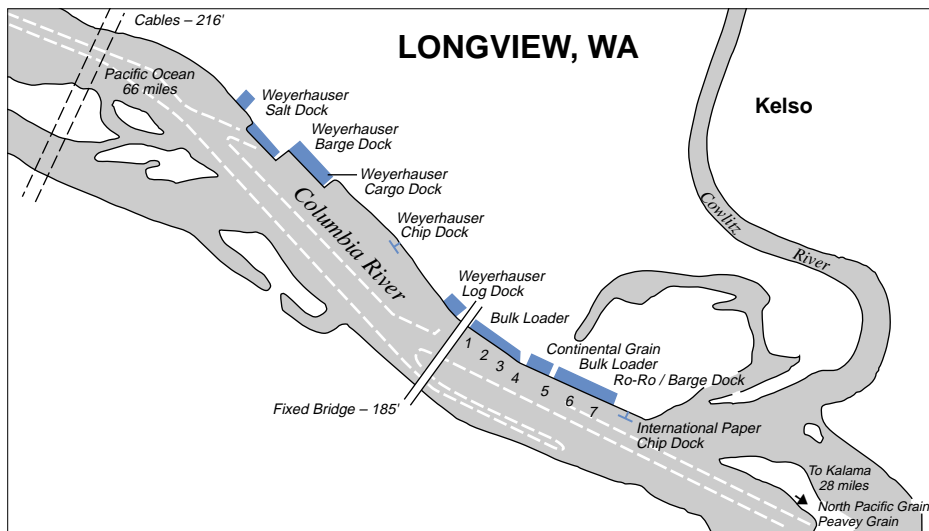 Cables – 216'
LONGVIEW, WA
Pacific Ocean
66 miles
Kelso
Weyerhauser
Salt Dock
Weyerhauser
Barge Dock
Weyerhauser
Cargo Dock
Weyerhauser
Chip Dock
Columbia River
Cowlitz
River
Weyerhauser
Log Dock
Bulk Loader
Continental Grain
Bulk Loader
Ro-Ro / Barge Dock
1
2
3
4
5
6
7
Fixed Bridge – 185'
International Paper
Chip Dock
To Kalama
28 miles
North Pacific Grain
Peavey Grain